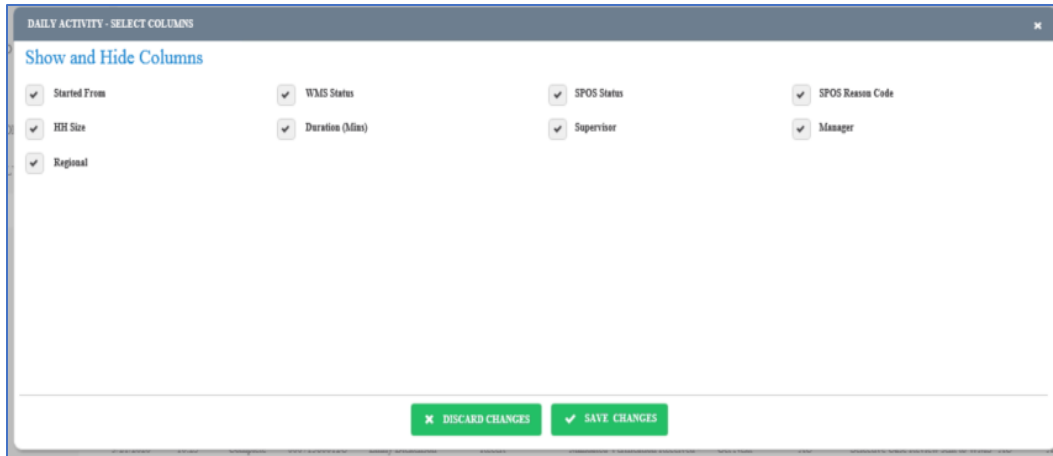 DAILY ACTIVITY - SELECT COLUMNS
Show and Hide Columns
Started From WMS Status SPOS Status SPOS Reason Code
HH Size Duration (Mins) Supervisor Manager
Regional
DISCARD CHANGES SAVE CHANGES